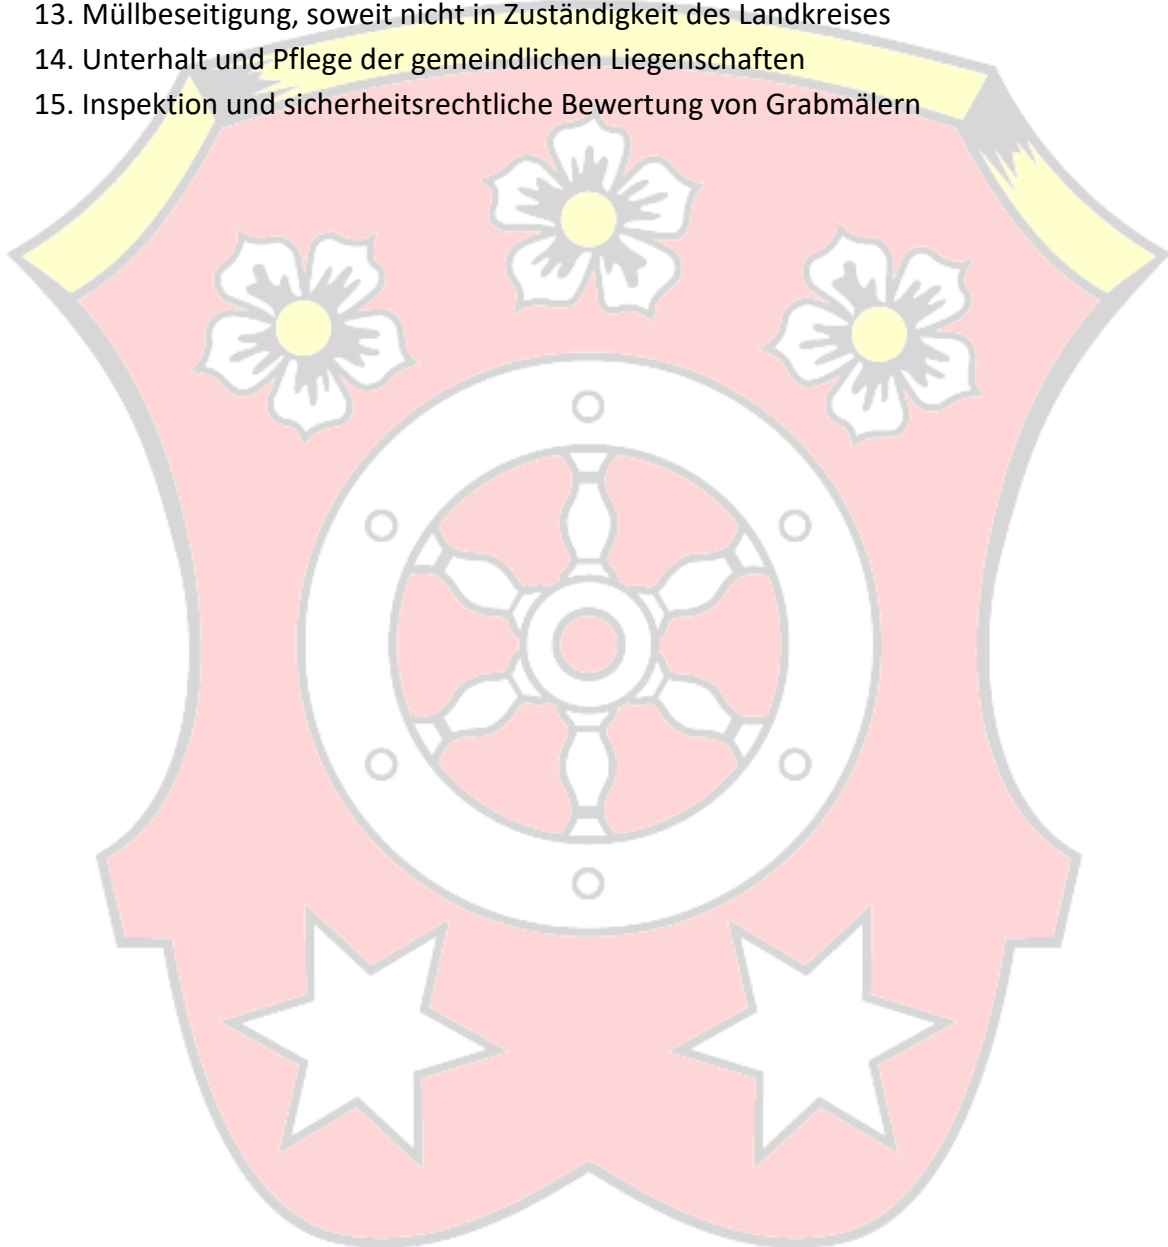 13. Müllbeseitigung, soweit nicht in Zuständigkeit des Landkreises
14. Unterhalt und Pflege der gemeindlichen Liegenschaften
15. Inspektion und sicherheitsrechtliche Bewertung von Grabmälern